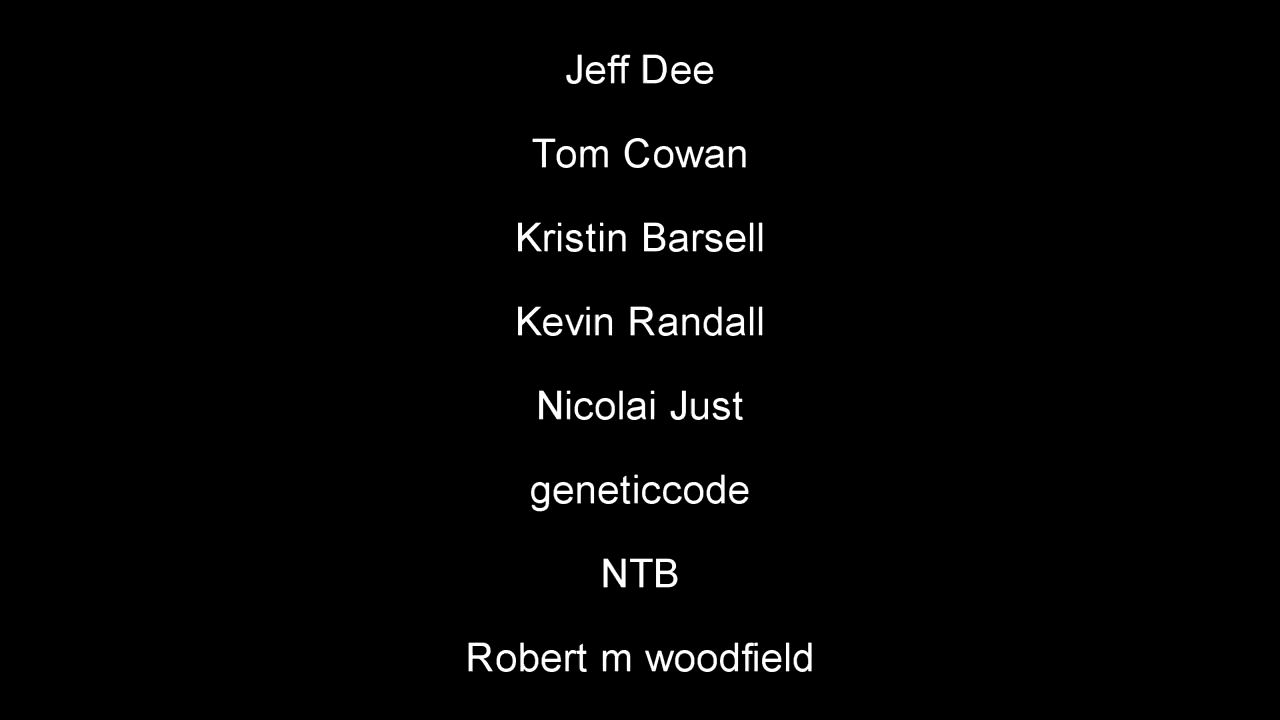 Jeff Dee
Tom Cowan
Kristin Barsell
Kevin Randall
Nicolai Just
geneticcode
NTB
Robert m woodfield